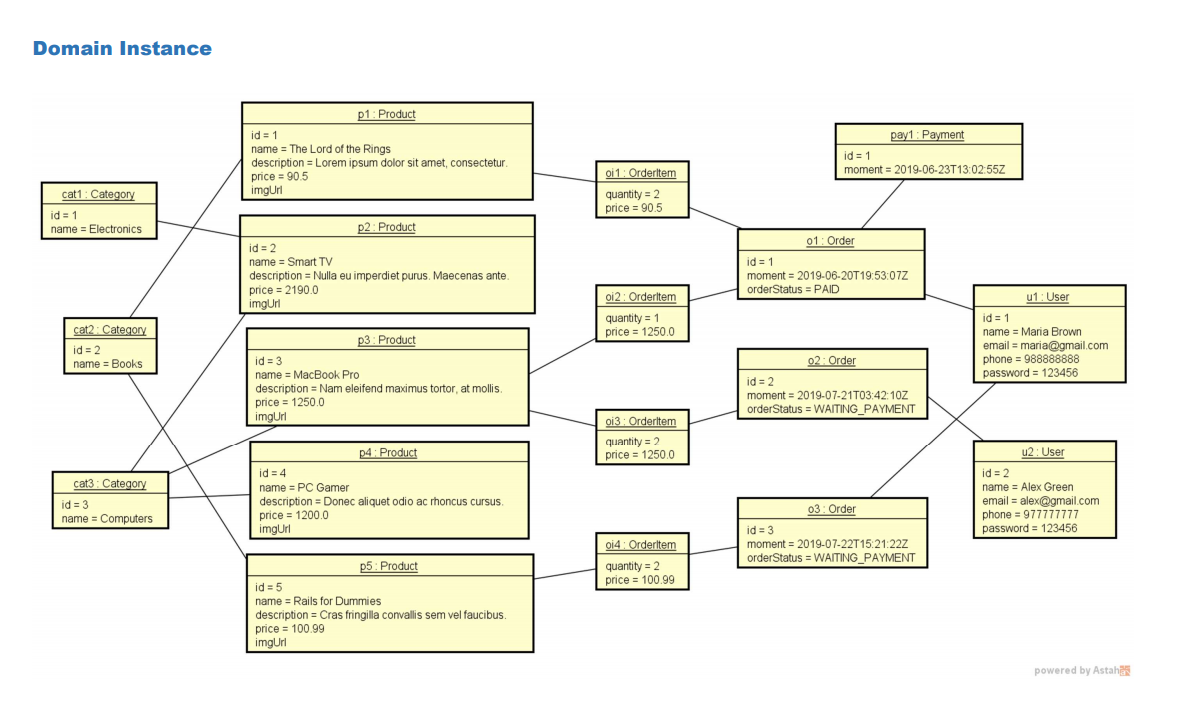 Domain Instance
p1 : Product
id = 1
name = The Lord of the Rings
description = Lorem ipsum dolor sit amet, consectetur.
price = 90.5
imgUrl
pay1 : Payment
id = 1
moment = 2019-06-23T13:02:55Z
oi1 : OrderItem
quantity = 2
price = 90.5
cat1 : Category
id = 1
name = Electronics
p2 : Product
id = 2
name = Smart TV
description = Nulla eu imperdiet purus. Maecenas ante.
price = 2190.0
imgUrl
o1 : Order
id = 1
moment = 2019-06-20T19:53:07Z
orderStatus = PAID
oi2 : OrderItem
quantity = 1
price = 1250.0
u1 : User
id = 1
name = Maria Brown
email = maria@gmail.com
phone = 988888888
password = 123456
cat2 : Category
id = 2
name = Books
p3 : Product
id = 3
name = MacBook Pro
description = Nam eleifend maximus tortor, at mollis.
price = 1250.0
imgUrl
o2 : Order
id = 2
moment = 2019-07-21T03:42:10Z
orderStatus = WAITING_PAYMENT
oi3 : OrderItem
quantity = 2
price = 1250.0
p4 : Product
id = 4
name = PC Gamer
description = Donec aliquet odio ac rhoncus cursus.
price = 1200.0
imgUrl
u2 : User
id = 2
name = Alex Green
email = alex@gmail.com
phone = 977777777
password = 123456
cat3 : Category
id = 3
name = Computers
o3 : Order
id = 3
moment = 2019-07-22T15:21:22Z
orderStatus = WAITING_PAYMENT
oi4 : OrderItem
quantity = 2
price = 100.99
p5 : Product
id = 5
name = Rails for Dummies
description = Cras fringilla convallis sem vel faucibus.
price = 100.99
imgUrl
powered by Astah